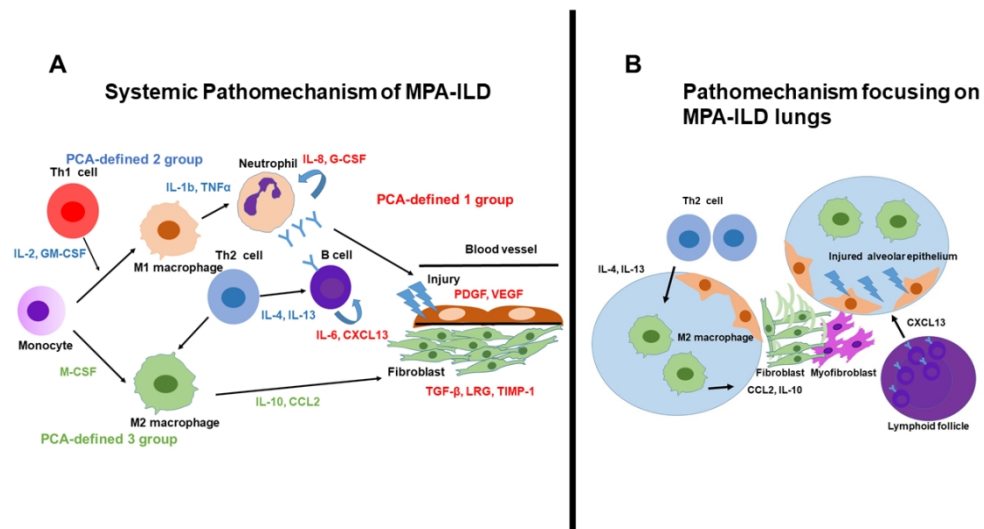 A
Systemic Pathomechanism of MPA-ILD
PCA-defined 2 group
Th1 cell
Neutrophil
IL-8, G-CSF
IL-1b, TNFα
PCA-defined 1 group
IL-2, GM-CSF
M1 macrophage
Th2 cell
B cell
Blood vessel
Injury
PDGF, VEGF
IL-4, IL-13
IL-6, CXCL13
Monocyte
M-CSF
Fibroblast
TGF-β, LRG, TIMP-1
IL-10, CCL2
M2 macrophage
PCA-defined 3 group
B
Pathomechanism focusing on
MPA-ILD lungs
Th2 cell
IL-4, IL-13
Injured alveolar epithelium
M2 macrophage
CXCL13
Fibroblast
Myofibroblast
CCL2, IL-10
Lymphoid follicle